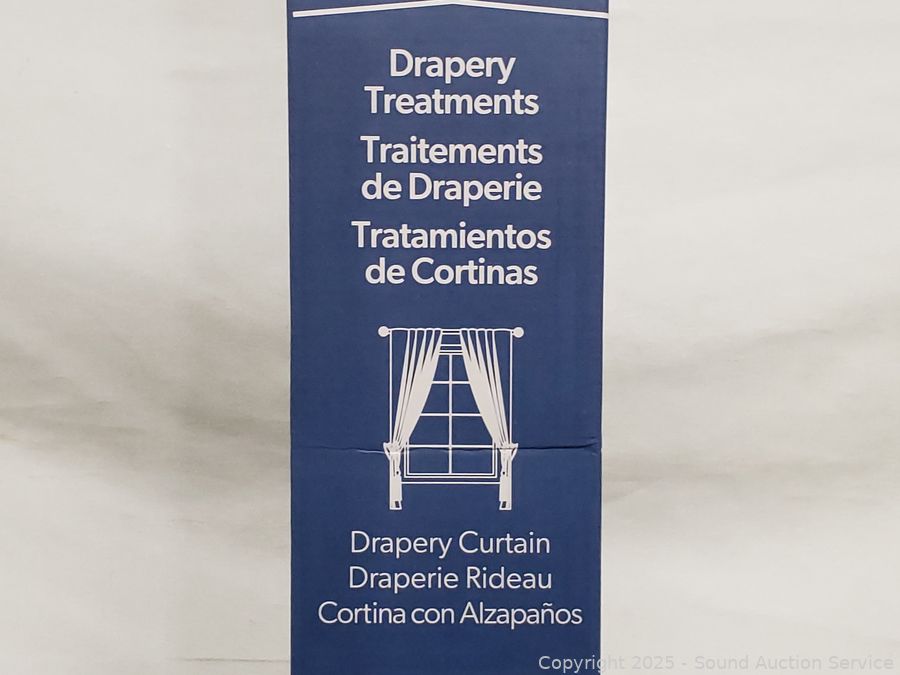 Drapery
Treatments
Traitements
de Draperie
Tratamientos
de Cortinas
Drapery Curtain
Draperie Rideau
Cortina con Alzapaños
Copyright 2025 - Sound Auction Service